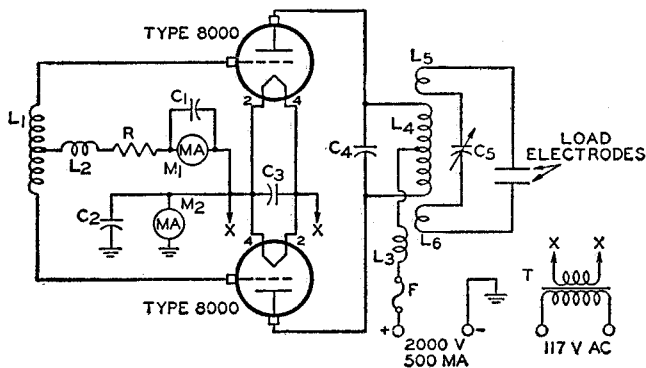 TYPE 8000
L5
2 4
C1
L1
L4
R
MA
C4
C5
LOAD
ELECTRODES
L2
M1
C3
M2
C2
MA
X X
L6
4 2
L3
X X
T
F
TYPE 8000
+ -
2000 V
500 MA
117 V AC